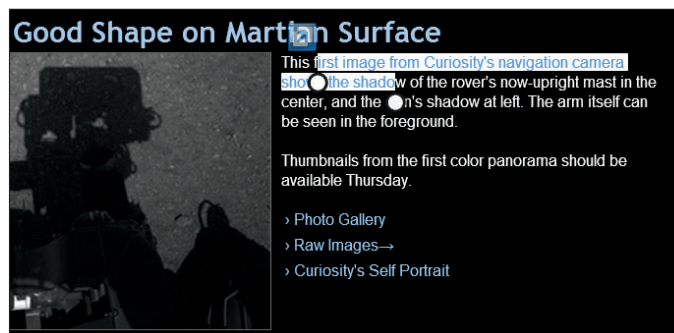 Good Shape on Martian Surface
This first image from Curiosity's navigation camera
the shadow of the rover's now-upright mast in the
center, and the shadow at left. The arm itself can
be seen in the foreground.
Thumbnails from the first color panorama should be
available Thursday.
› Photo Gallery
› Raw Images→
› Curiosity's Self Portrait